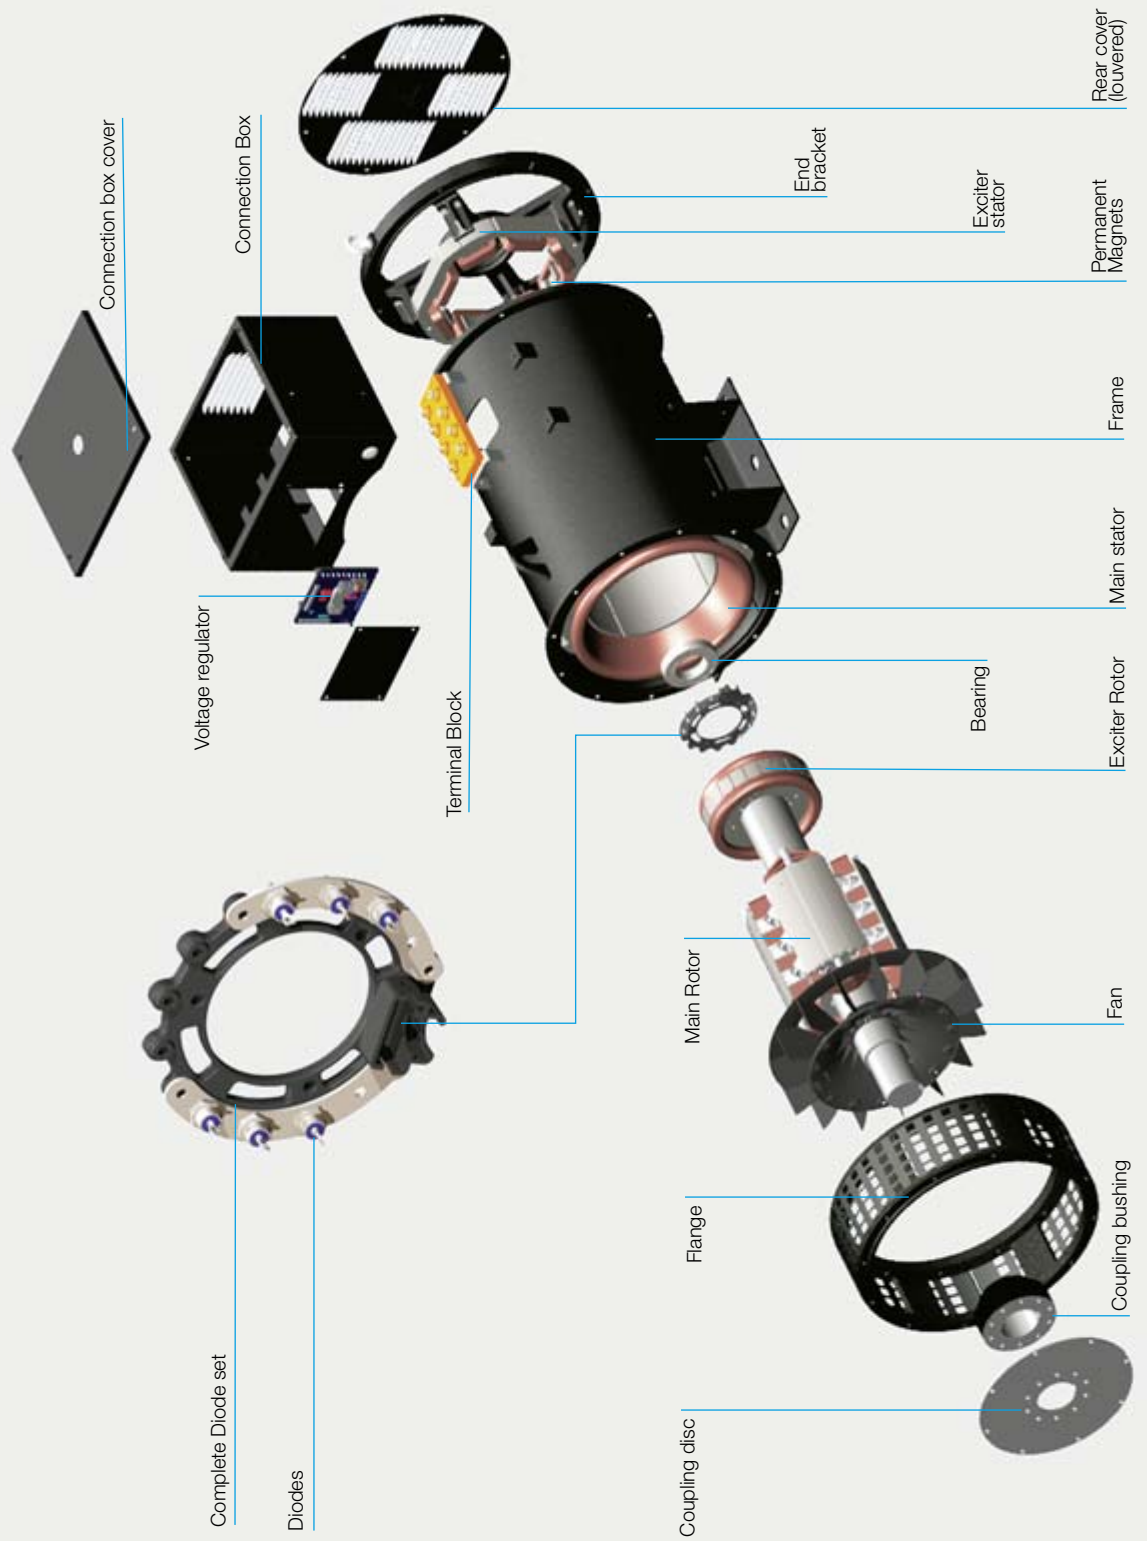 Connection box cover
Connection Box
Voltage regulator
Terminal Block
Complete Diode set
Diodes
Rear cover
(louvered)
End
bracket
Exciter
stator
Permanent
Magnets
Frame
Main stator
Bearing
Exciter Rotor
Main Rotor
Fan
Flange
Coupling bushing
Coupling disc